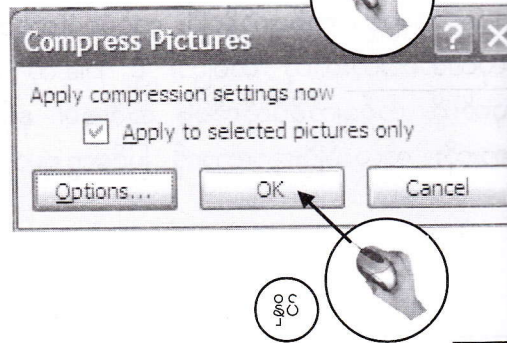 Compress Pictures
Apply compression settings now
Apply to selected pictures only
Options...
OK
Cancel